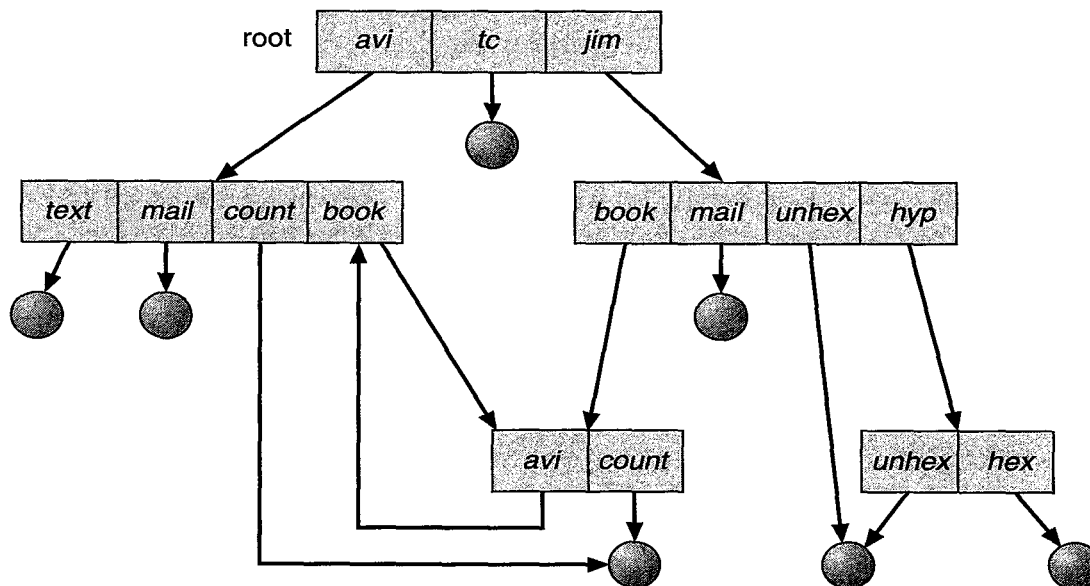 root avi tc jim
text mail count book
book mail unhex hyp
avi count
unhex hex